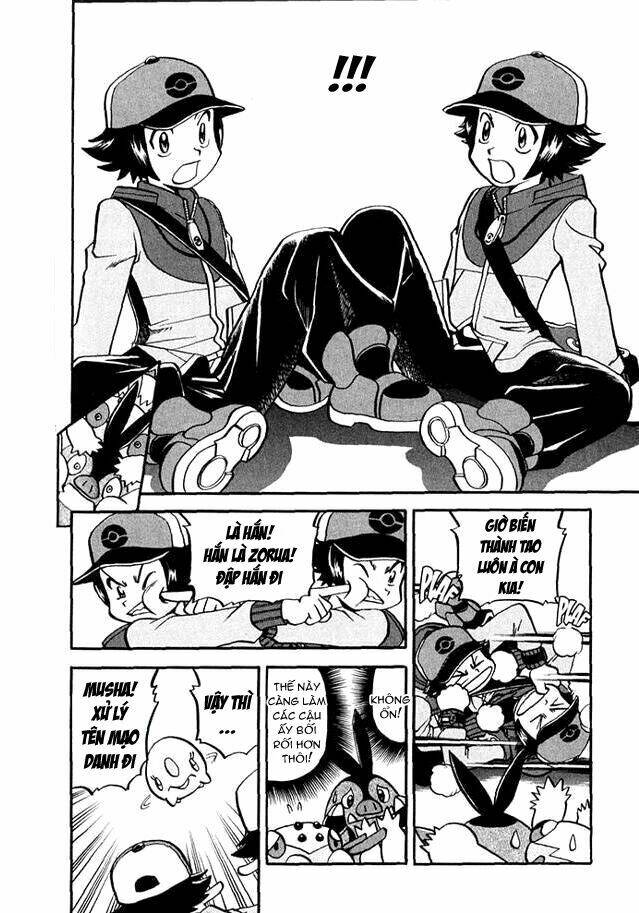 !!!
GIỜ BIẾN
THÀNH TAO
LUÔN À CON
KIA!
PLAF
PLAF
LÀ HẮN!
HẮN LÀ ZORUA!
ĐẬP HẮN ĐI
KHÔNG
ỔN!
THẾ NÀY
CÀNG LÀM
CÁC CẬU
ẤY BỐI
RỐI HƠN
THÔI!
VẬY THÌ
...
MUSHA!
XỬ LÝ
TÊN MẠO
DANH ĐI